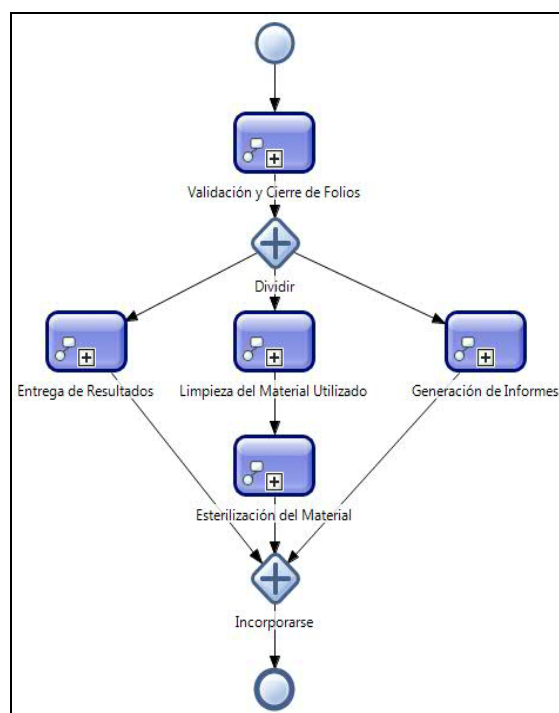 Validación y Cierre de Folios
Dividir
Entrega de Resultados
Limpieza del Material Utilizado
Generación de Informes
Esterilización del Material
Incorporarse